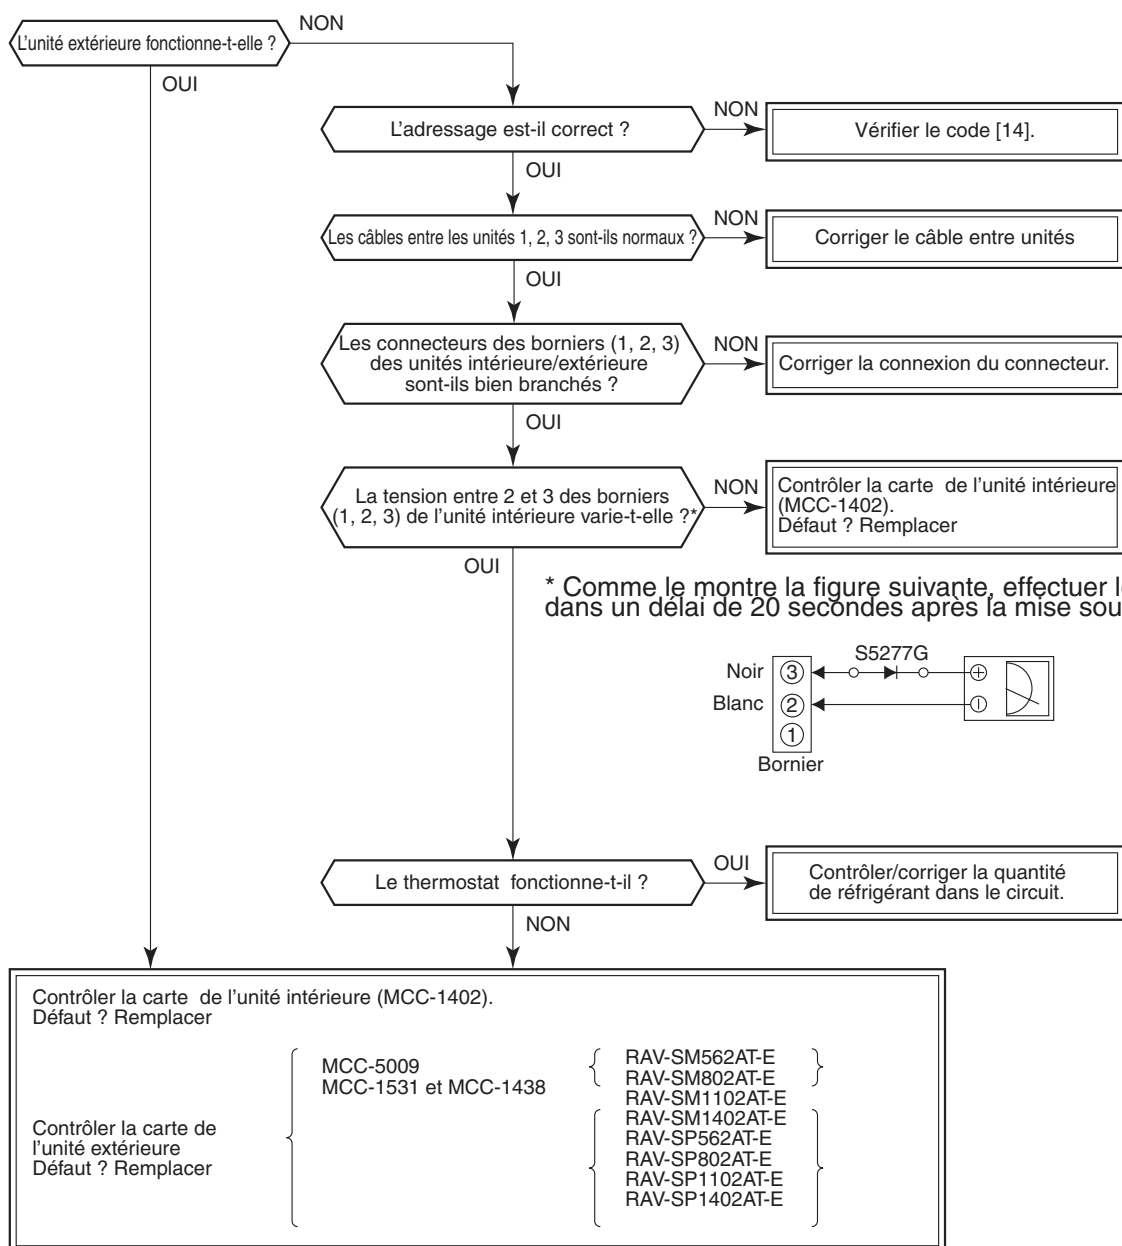 L'unité extérieure fonctionne-t-elle ?
NON
OUI
L'adressage est-il correct ?
NON
Vérifier le code [14].
OUI
Les câbles entre les unités 1, 2, 3 sont-ils normaux ?
NON
Corriger le câble entre unités
OUI
Les connecteurs des borniers (1, 2, 3)
des unités intérieure/extérieure
sont-ils bien branchés ?
NON
Corriger la connexion du connecteur.
OUI
La tension entre 2 et 3 des borniers
(1, 2, 3) de l'unité intérieure varie-t-elle ?*
NON
Contrôler la carte de l'unité intérieure
(MCC-1402).
Défaut ? Remplacer
OUI
* Comme le montre la figure suivante, effectuer
dans un délai de 20 secondes après la mise
S5277G
Noir 3
Blanc 2
1
Bornier
Le thermostat fonctionne-t-il ?
OUI
Contrôler/corriger la quantité
de réfrigérant dans le circuit.
NON
Contrôler la carte de l'unité intérieure (MCC-1402).
Défaut ? Remplacer
Contrôler la carte de
l'unité extérieure
Défaut ? Remplacer
MCC-5009
MCC-1531 et MCC-1438
RAV-SM562AT-E
RAV-SM802AT-E
RAV-SM1102AT-E
RAV-SM1402AT-E
RAV-SP562AT-E
RAV-SP802AT-E
RAV-SP1102AT-E
RAV-SP1402AT-E